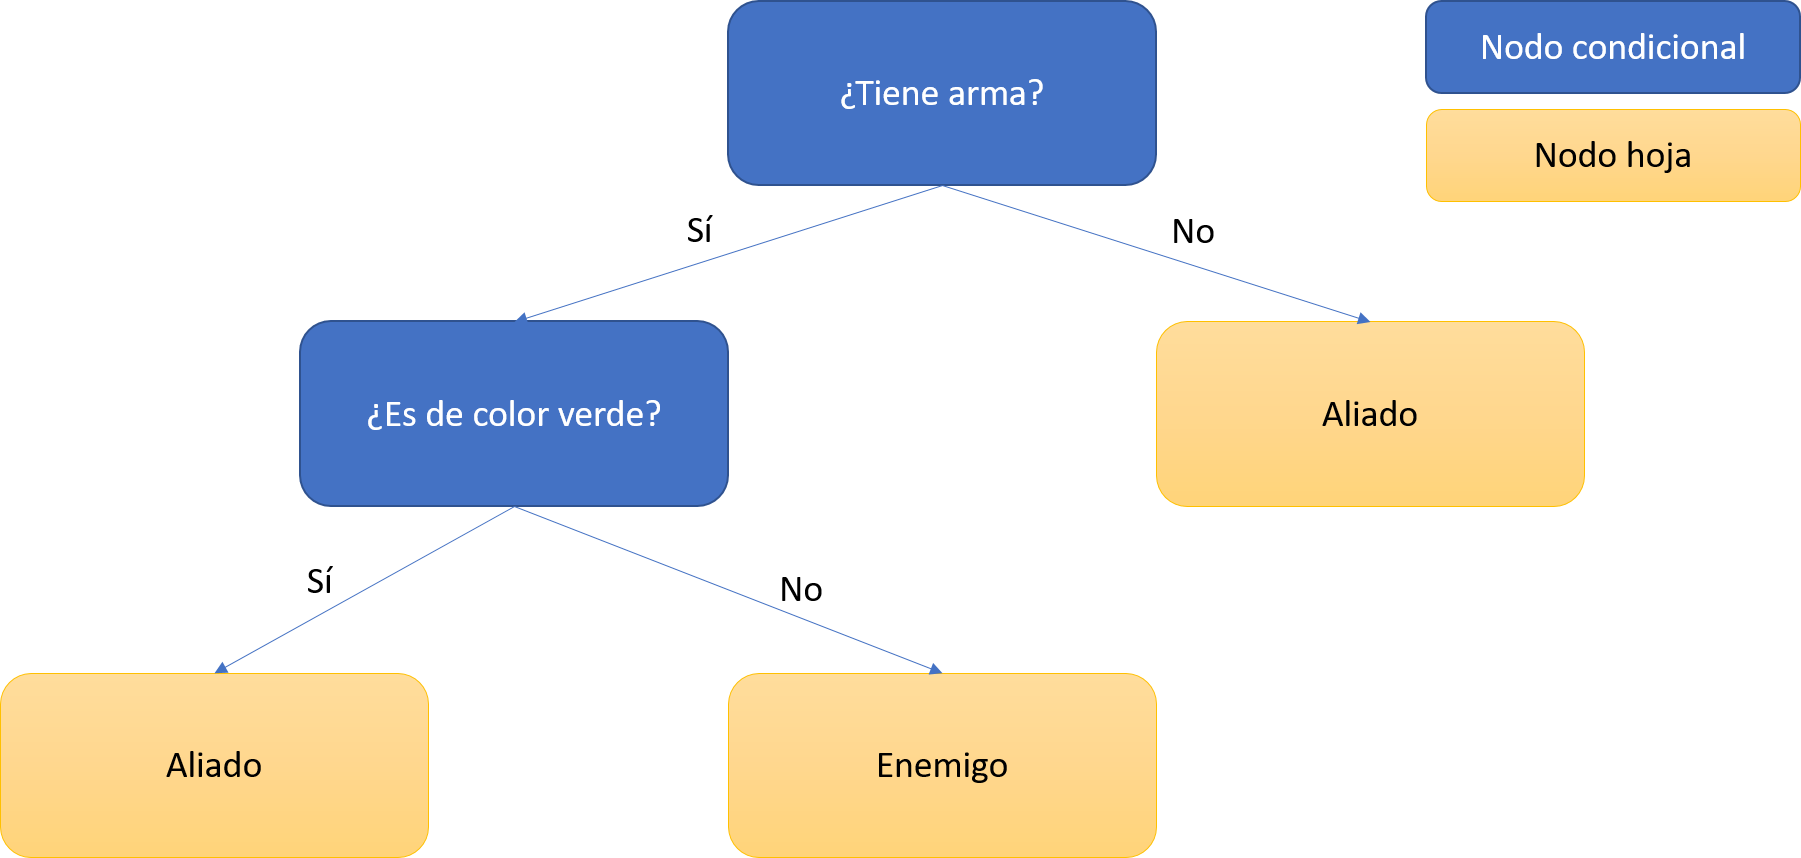 ¿Tiene arma?
Nodo condicional
Nodo hoja
Sí
No
¿Es de color verde?
Aliado
Sí
No
Aliado
Enemigo